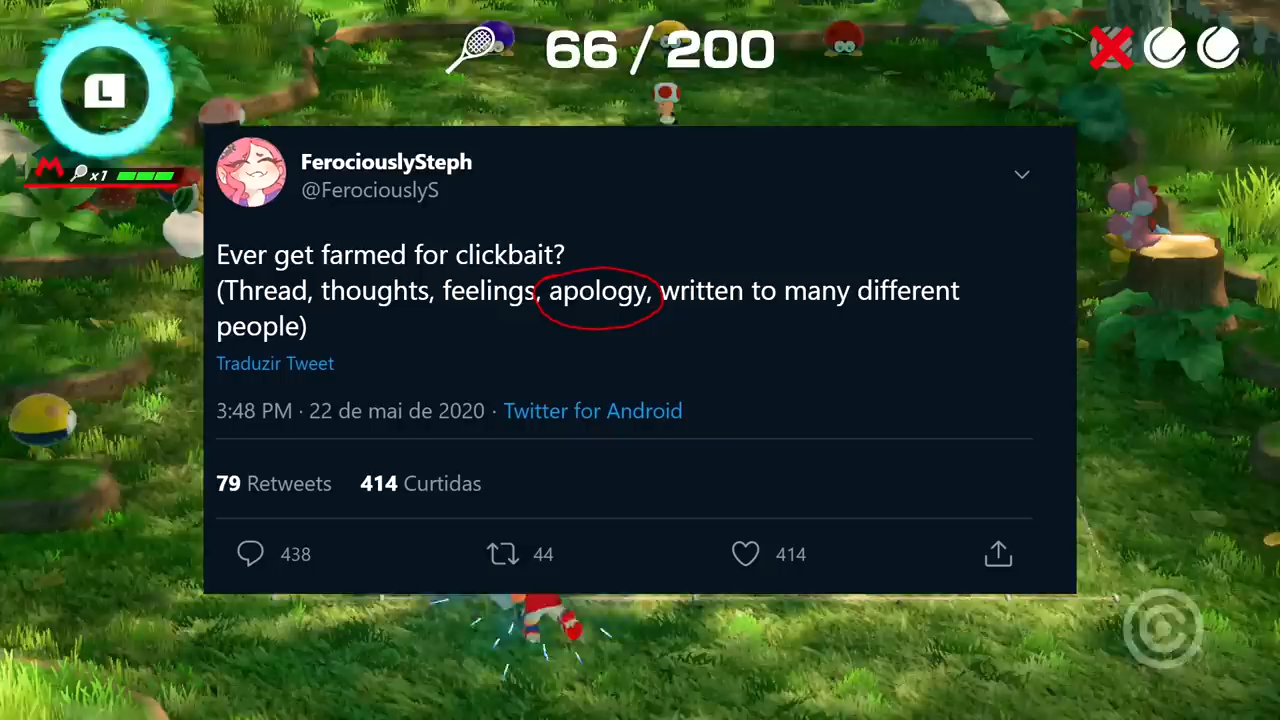 66/200
L
M x1
FerociouslySteph
@FerociouslyS
Ever get farmed for clickbait?
(Thread, thoughts, feelings, apology, written to many different
people)
Traduzir Tweet
3:48 PM · 22 de mai de 2020 · Twitter for Android
79 Retweets 414 Curtidas
438 44 414